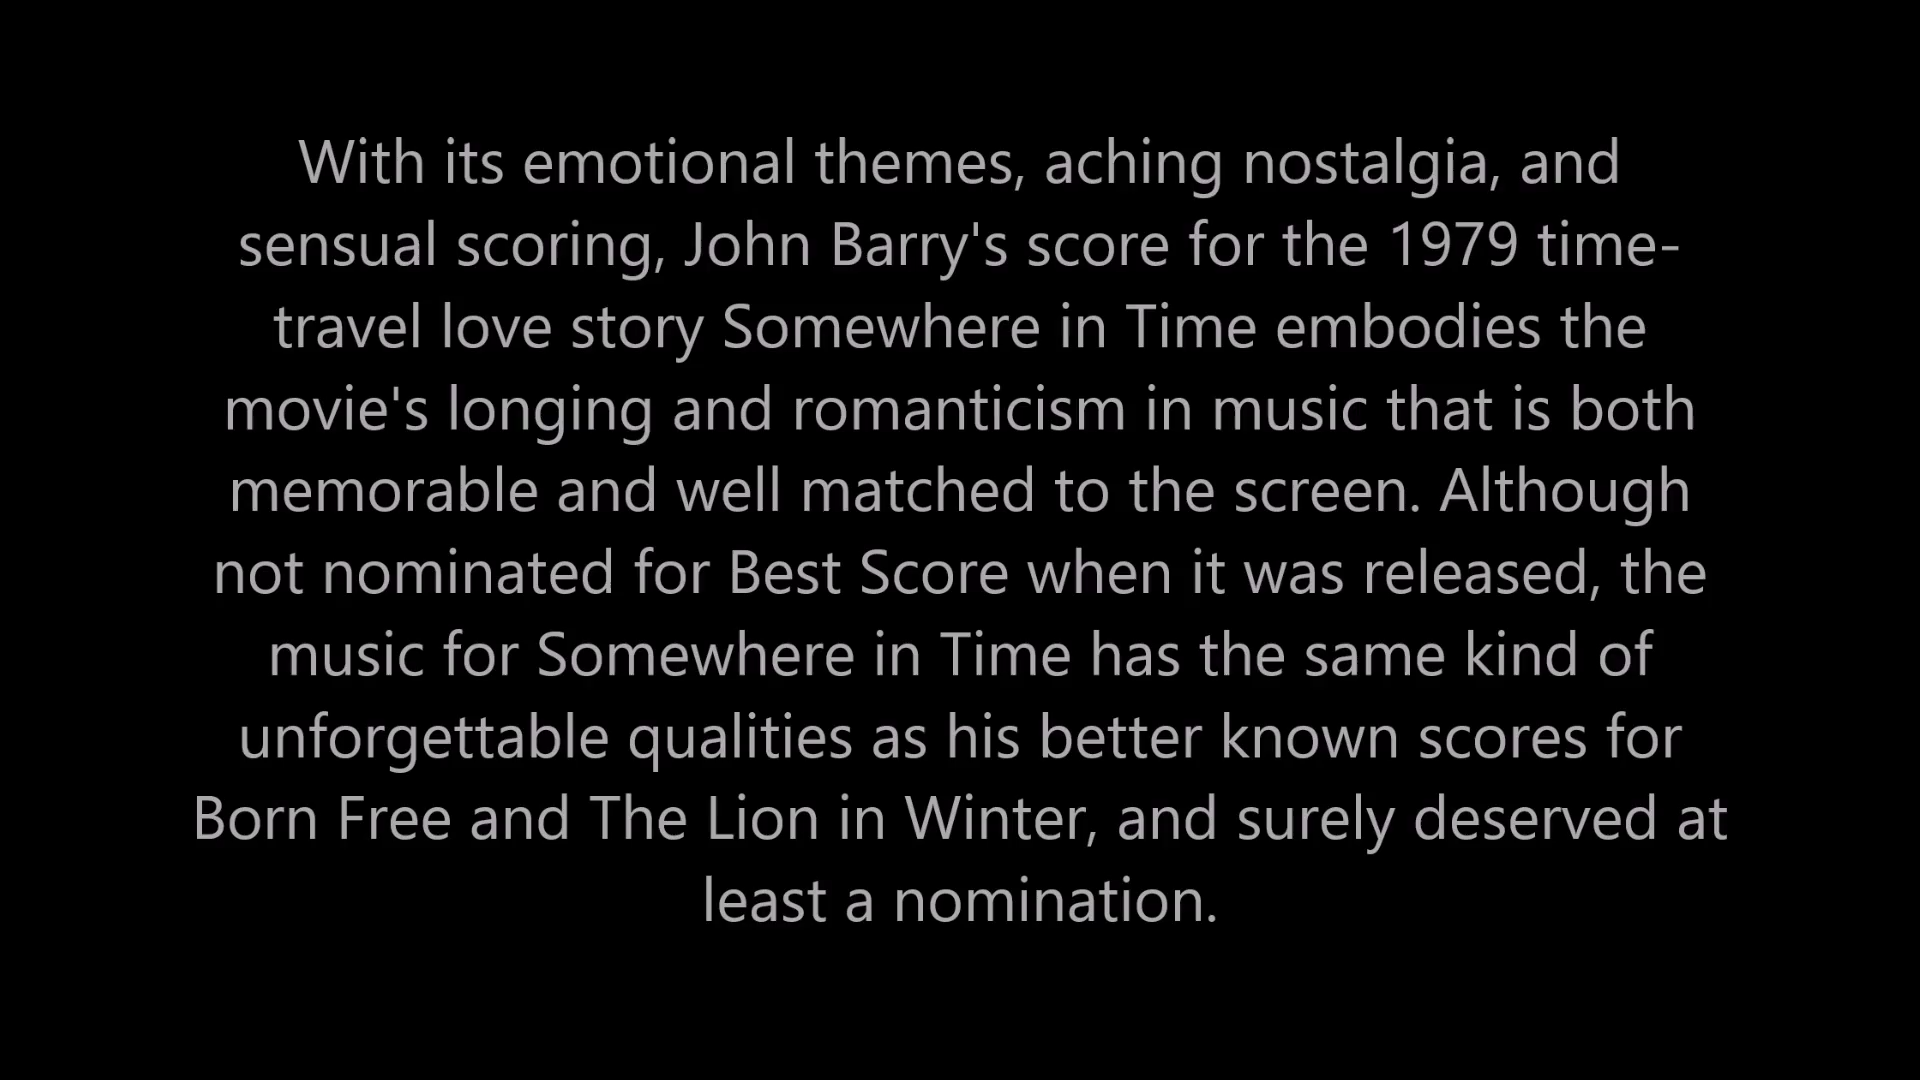 With its emotional themes, aching nostalgia, and
sensual scoring, John Barry's score for the 1979 time-
travel love story Somewhere in Time embodies the
movie's longing and romanticism in music that is both
memorable and well matched to the screen. Although
not nominated for Best Score when it was released, the
music for Somewhere in Time has the same kind of
unforgettable qualities as his better known scores for
Born Free and The Lion in Winter, and surely deserved at
least a nomination.